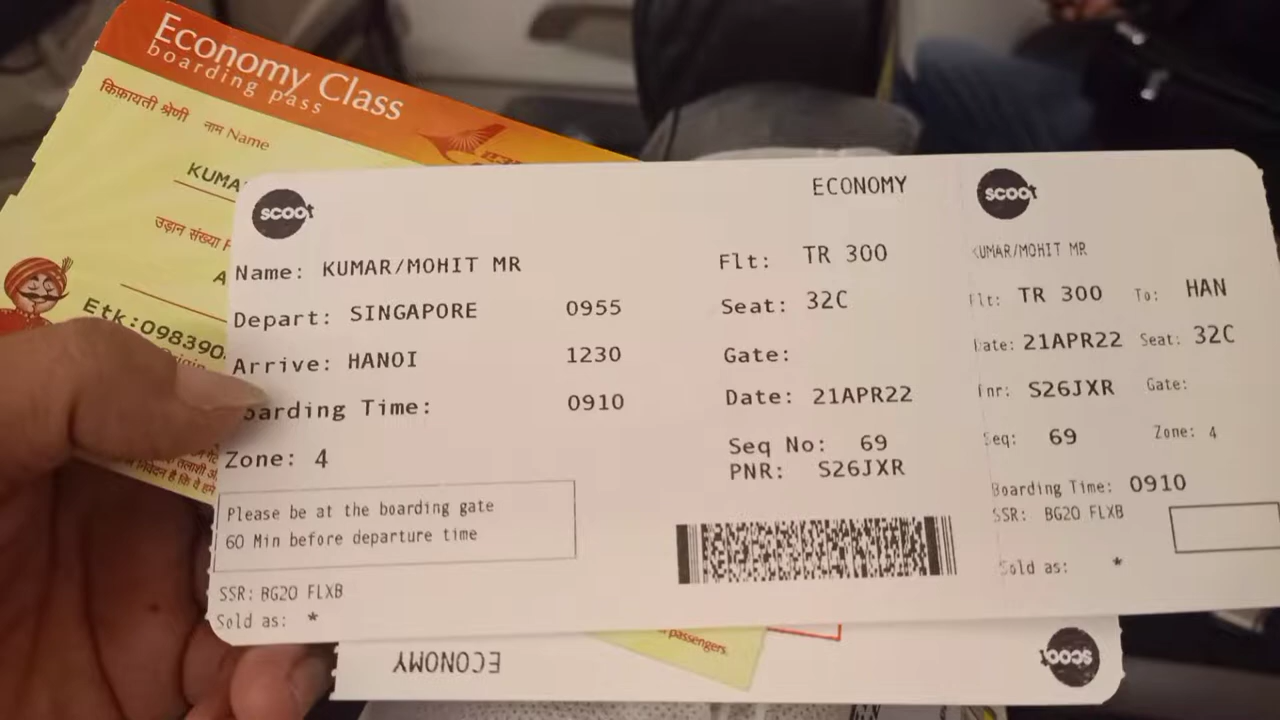 Economy Class
boarding pass
किफ़ायती श्रेणी नाम Name
KUMA
उड़ान संख्या
A
Etk:098390
scoot
ECONOMY
Name: KUMAR/MOHIT MR
Flt: TR 300
Depart: SINGAPORE 0955
Seat: 32C
Arrive: HANOI 1230
Gate:
Date: 21APR22
arding Time: 0910
Zone: 4
Seq No: 69
PNR: S26JXR
Please be at the boarding gate
60 Min before departure time
SSR: BG20 FLXB
Sold as: *
scoot
KUMAR/MOHIT MR
Flt: TR 300 To: HAN
Date: 21APR22 Seat: 32C
Pnr: S26JXR Gate:
Seq: 69 Zone: 4
Boarding Time: 0910
SSR: BG20 FLXB
Sold as: *
passengers.
ECONOMY
scoot